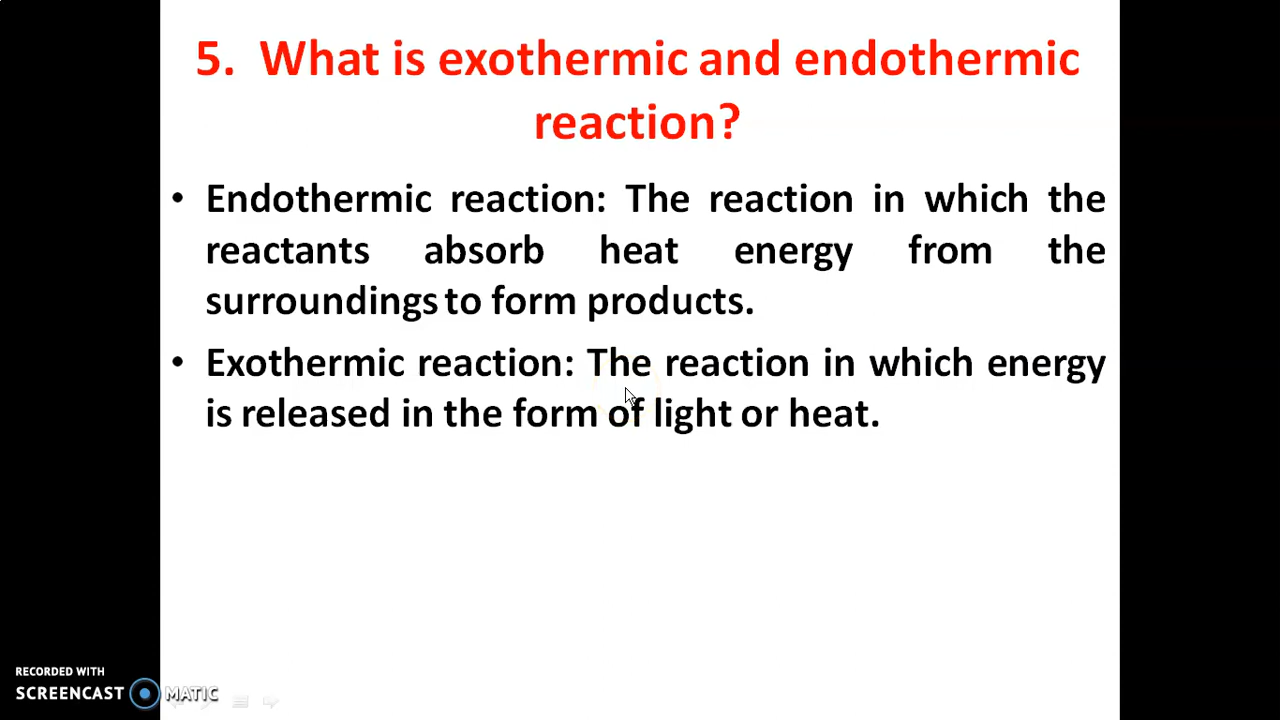 5. What is exothermic and endothermic
reaction?
• Endothermic reaction: The reaction in which the
reactants absorb heat energy from the
surroundings to form products.
• Exothermic reaction: The reaction in which energy
is released in the form of light or heat.
RECORDED WITH
SCREENCAST MATIC